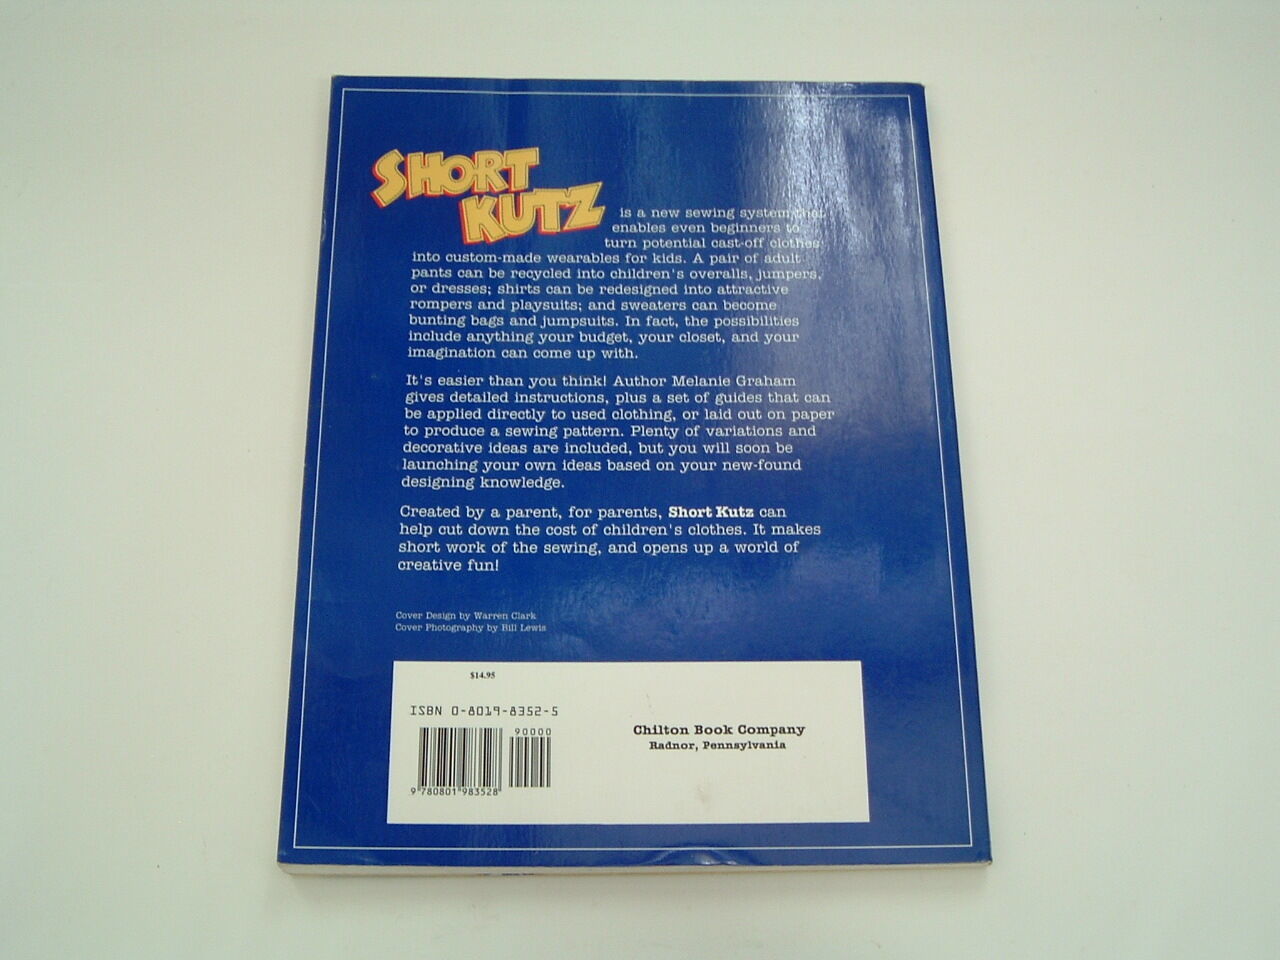 SHORT
KUTZ
is a new sewing system that
enables even beginners to
turn potential cast-off clothes
into custom-made wearables for kids. A pair of adult
pants can be recycled into children's overalls, jumpers,
or dresses; shirts can be redesigned into attractive
rompers and playsuits; and sweaters can become
bunting bags and jumpsuits. In fact, the possibilities
include anything your budget, your closet, and your
imagination can come up with.
It's easier than you think! Author Melanie Graham
gives detailed instructions, plus a set of guides that can
be applied directly to used clothing, or laid out on paper
to produce a sewing pattern. Plenty of variations and
decorative ideas are included, but you will soon be
launching your own ideas based on your new-found
designing knowledge.
Created by a parent, for parents, Short Kutz can
help cut down the cost of children's clothes. It makes
short work of the sewing, and opens up a world of
creative fun!
Cover Design by Warren Clark
Cover Photography by Bill Lewis
$14.95
ISBN 0-8019-8352-5
90000
9 780801 983528
Chilton Book Company
Radnor, Pennsylvania